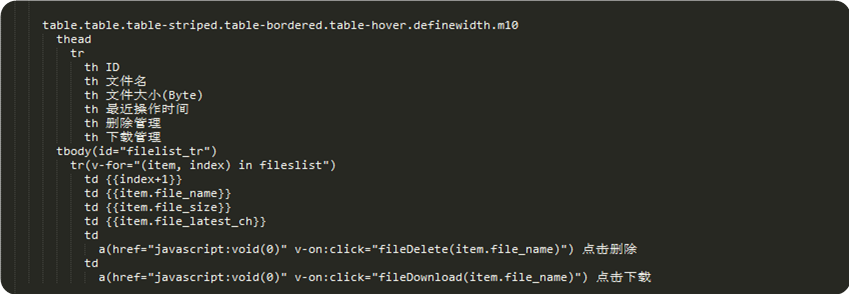 table.table.table-striped.table-bordered.table-hover.definewidth.m10
thead
tr
th ID
th 文件名
th 文件大小(Byte)
th 最近操作时间
th 删除管理
th 下载管理
tbody(id="filelist_tr")
tr(v-for="(item, index) in fileslist")
td {{index+1}}
td {{item.file_name}}
td {{item.file_size}}
td {{item.file_latest_ch}}
td
a(href="javascript:void(0)" v-on:click="fileDelete(item.file_name)") 点击删除
td
a(href="javascript:void(0)" v-on:click="fileDownload(item.file_name)") 点击下载